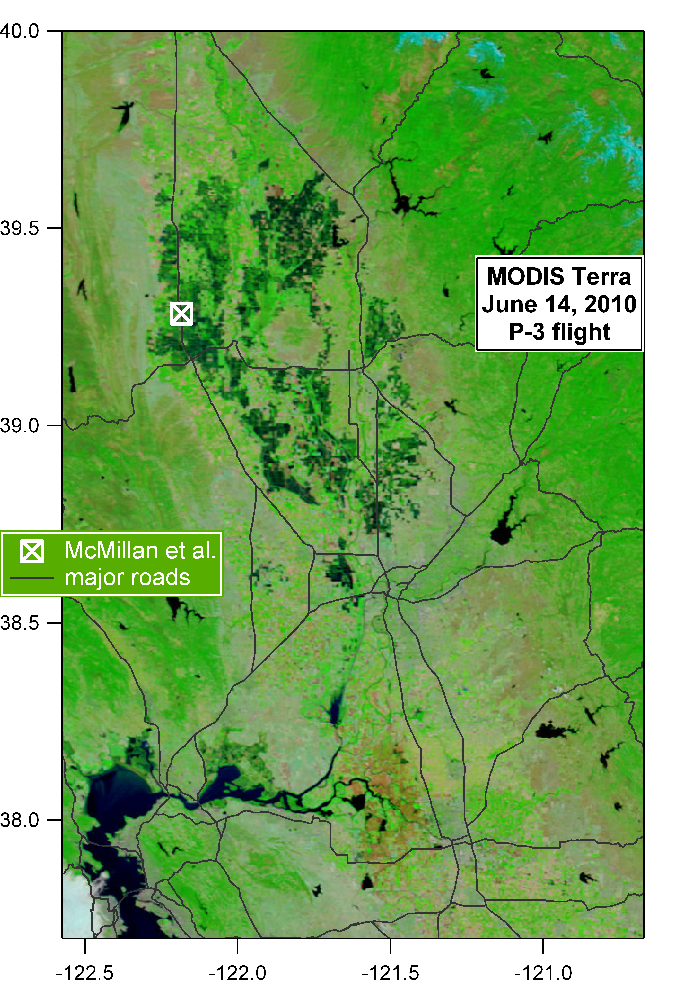 40.0
39.5
MODIS Terra
June 14, 2010
P-3 flight
39.0
McMillan et al.
major roads
38.5
38.0
-122.5
-122.0
-121.5
-121.0